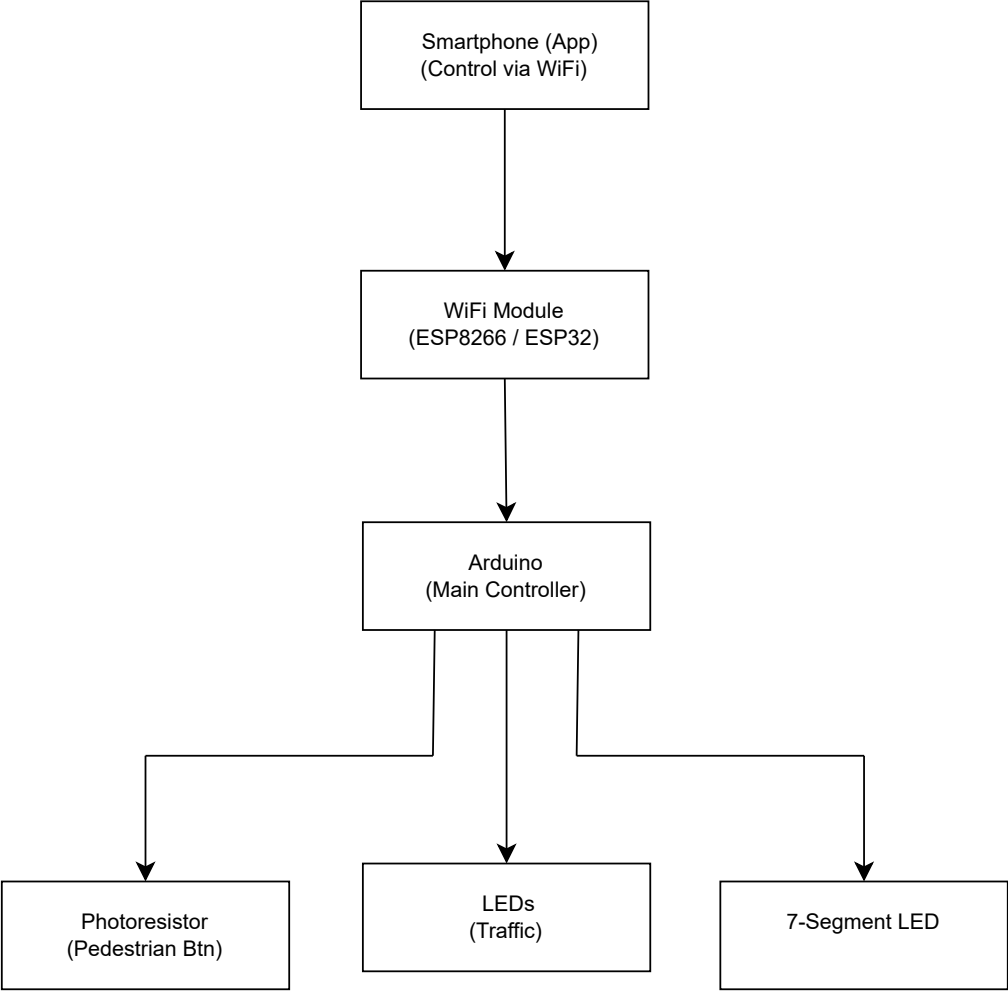 Smartphone (App)
(Control via WiFi)
WiFi Module
(ESP8266 / ESP32)
Arduino
(Main Controller)
Photoresistor
(Pedestrian Btn)
LEDs
(Traffic)
7-Segment LED